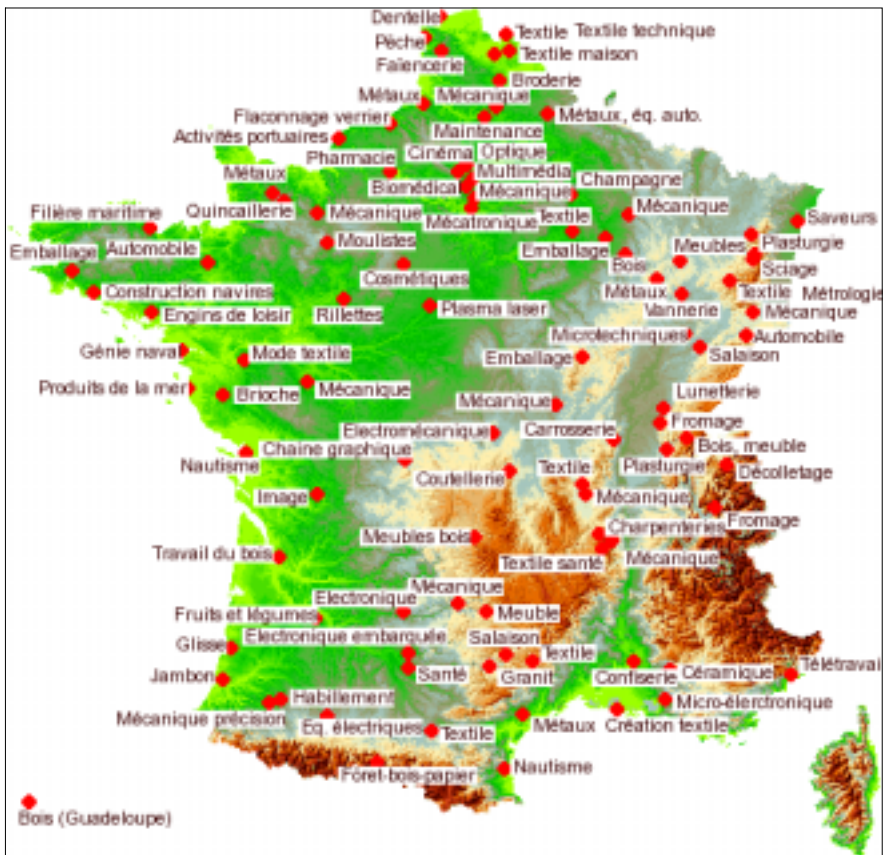 Dentelle
Textile Textile technique
Pêche
Textile maison
Faïencerie
Broderie
Métaux Mécanique
Flaconnage verrier
Métaux, éq. auto.
Activités portuaires
Maintenance
Cinéma Optique
Pharmacie
Multimédia
Métaux
Biomédica
Champagne
Mécanique
Quincaillerie
Mécanique
Mécatronique
Textile
Mécanique
Filière maritime
Saveurs
Emballage
Automobile
Moulistes
Emballage
Meubles
Plasturgie
Cosmétiques
Bois
Sciage
Construction navires
Métaux
Textile
Métrologie
Engins de loisir
Rillettes
Plasma laser
Vannerie
Mécanique
Microtechniques
Automobile
Génie naval
Mode textile
Emballage
Salaison
Produits de la mer
Brioche
Mécanique
Mécanique
Lunetterie
Fromage
Electromécanique
Carrosserie
Chaine graphique
Bois, meuble
Nautisme
Plasturgie
Coutellerie
Textile
Décolletage
Image
Mécanique
Fromage
Meubles bois
Charpenteries
Travail du bois
Textile santé
Mécanique
Mécanique
Electronique
Fruits et légumes
Meuble
Electronique embarquée
Salaison
Glisse
Textile
Santé
Granit
Confiserie
Céramique
Télétravail
Jambon
Habillement
Micro-élerctronique
Mécanique précision
Eq. électriques
Textile
Métaux
Création textile
Fôret-bois-papier
Nautisme
Bois (Guadeloupe)